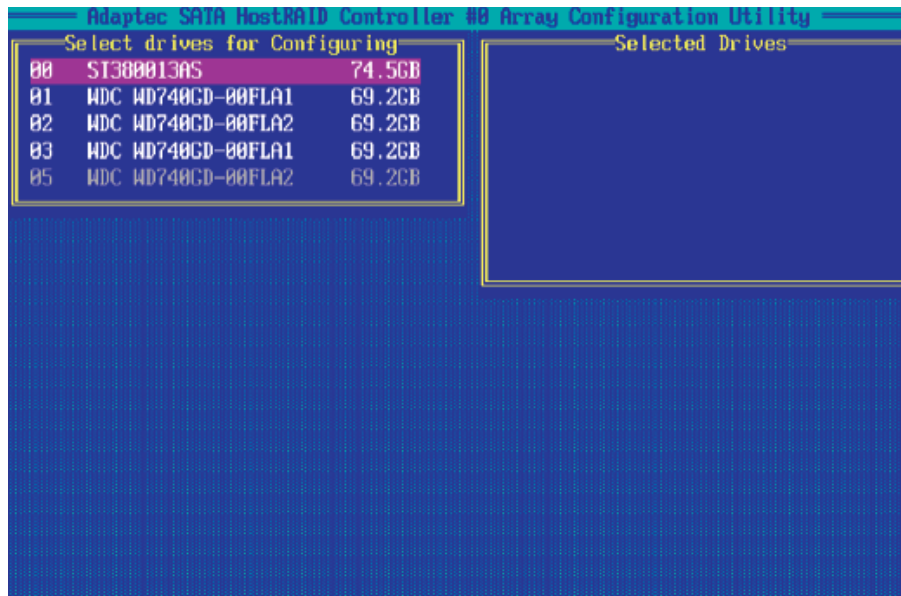 Adaptec SATA HostRAID Controller #0 Array Configuration Utility
Select drives for Configuring
00 ST380013AS 74.5GB
01 WDC WD740GD-00FLA1 69.2GB
02 WDC WD740GD-00FLA2 69.2GB
03 WDC WD740GD-00FLA1 69.2GB
05 WDC WD740GD-00FLA2 69.2GB
Selected Drives